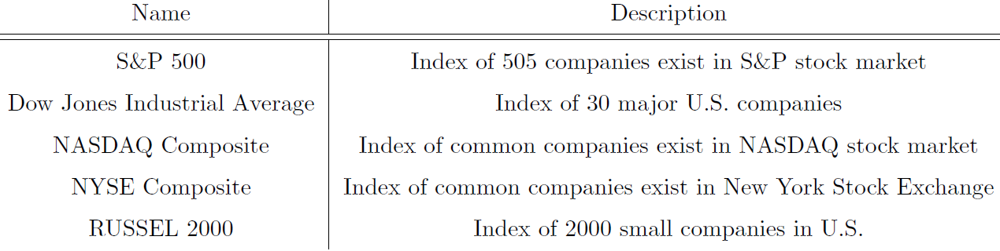 Name Description
S&P 500 Index of 505 companies exist in S&P stock market
Dow Jones Industrial Average Index of 30 major U.S. companies
NASDAQ Composite Index of common companies exist in NASDAQ stock market
NYSE Composite Index of common companies exist in New York Stock Exchange
RUSSEL 2000 Index of 2000 small companies in U.S.